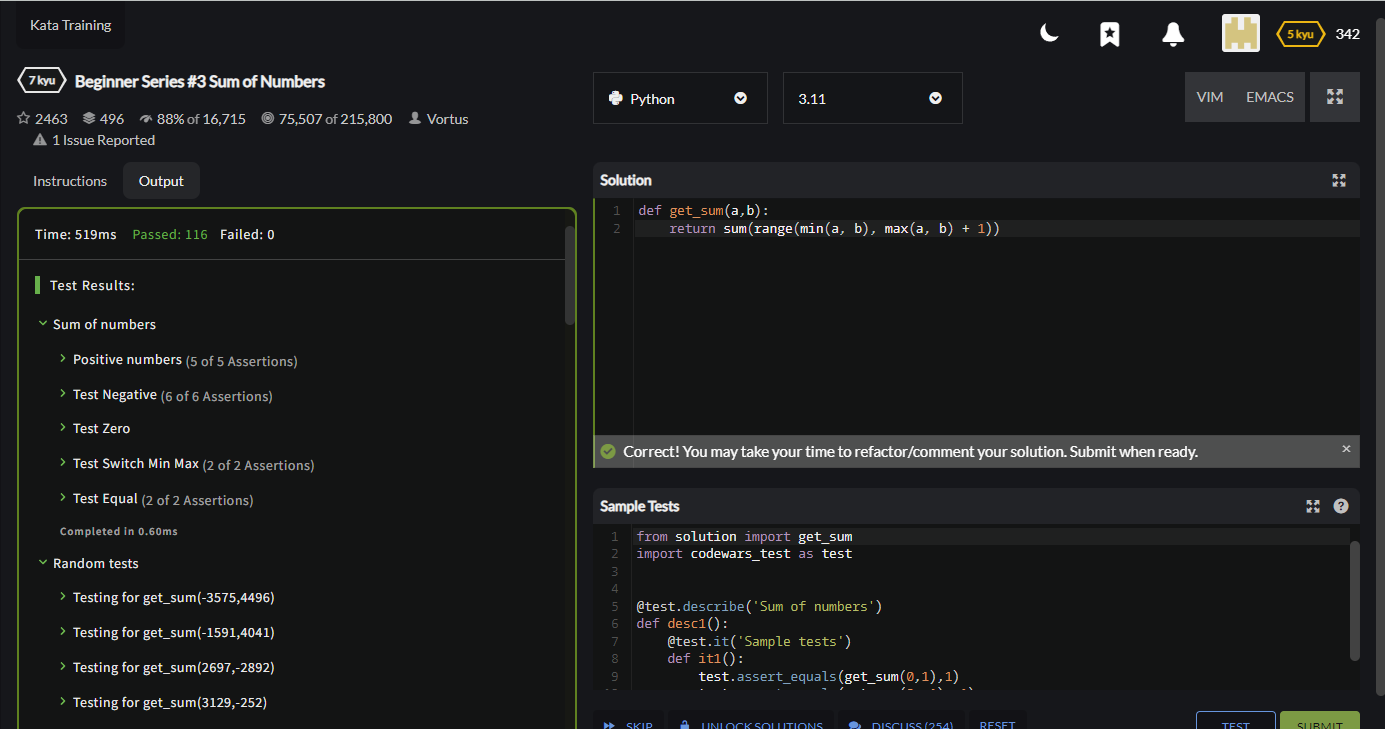 Kata Training
5 kyu 342
7 kyu Beginner Series #3 Sum of Numbers
2463 496 88% of 16,715 75,507 of 215,800 Vortus
1 Issue Reported
Python 3.11 VIM EMACS
Instructions Output
Time: 519ms Passed: 116 Failed: 0
Test Results:
Sum of numbers
Positive numbers (5 of 5 Assertions)
Test Negative (6 of 6 Assertions)
Test Zero
Test Switch Min Max (2 of 2 Assertions)
Test Equal (2 of 2 Assertions)
Completed in 0.60ms
Random tests
Testing for get_sum(-3575,4496)
Testing for get_sum(-1591,4041)
Testing for get_sum(2697,-2892)
Testing for get_sum(3129,-252)
Solution
1 def get_sum(a,b):
2 return sum(range(min(a, b), max(a, b) + 1))
Correct! You may take your time to refactor/comment your solution. Submit when ready. ×
Sample Tests ?
1 from solution import get_sum
2 import codewars_test as test
3
4
5 @test.describe('Sum of numbers')
6 def desc1():
7 @test.it('Sample tests')
8 def it1():
9 test.assert_equals(get_sum(0,1),1)
SKIP UNLOCK SOLUTIONS DISCUSS (254) RESET TEST SUBMIT